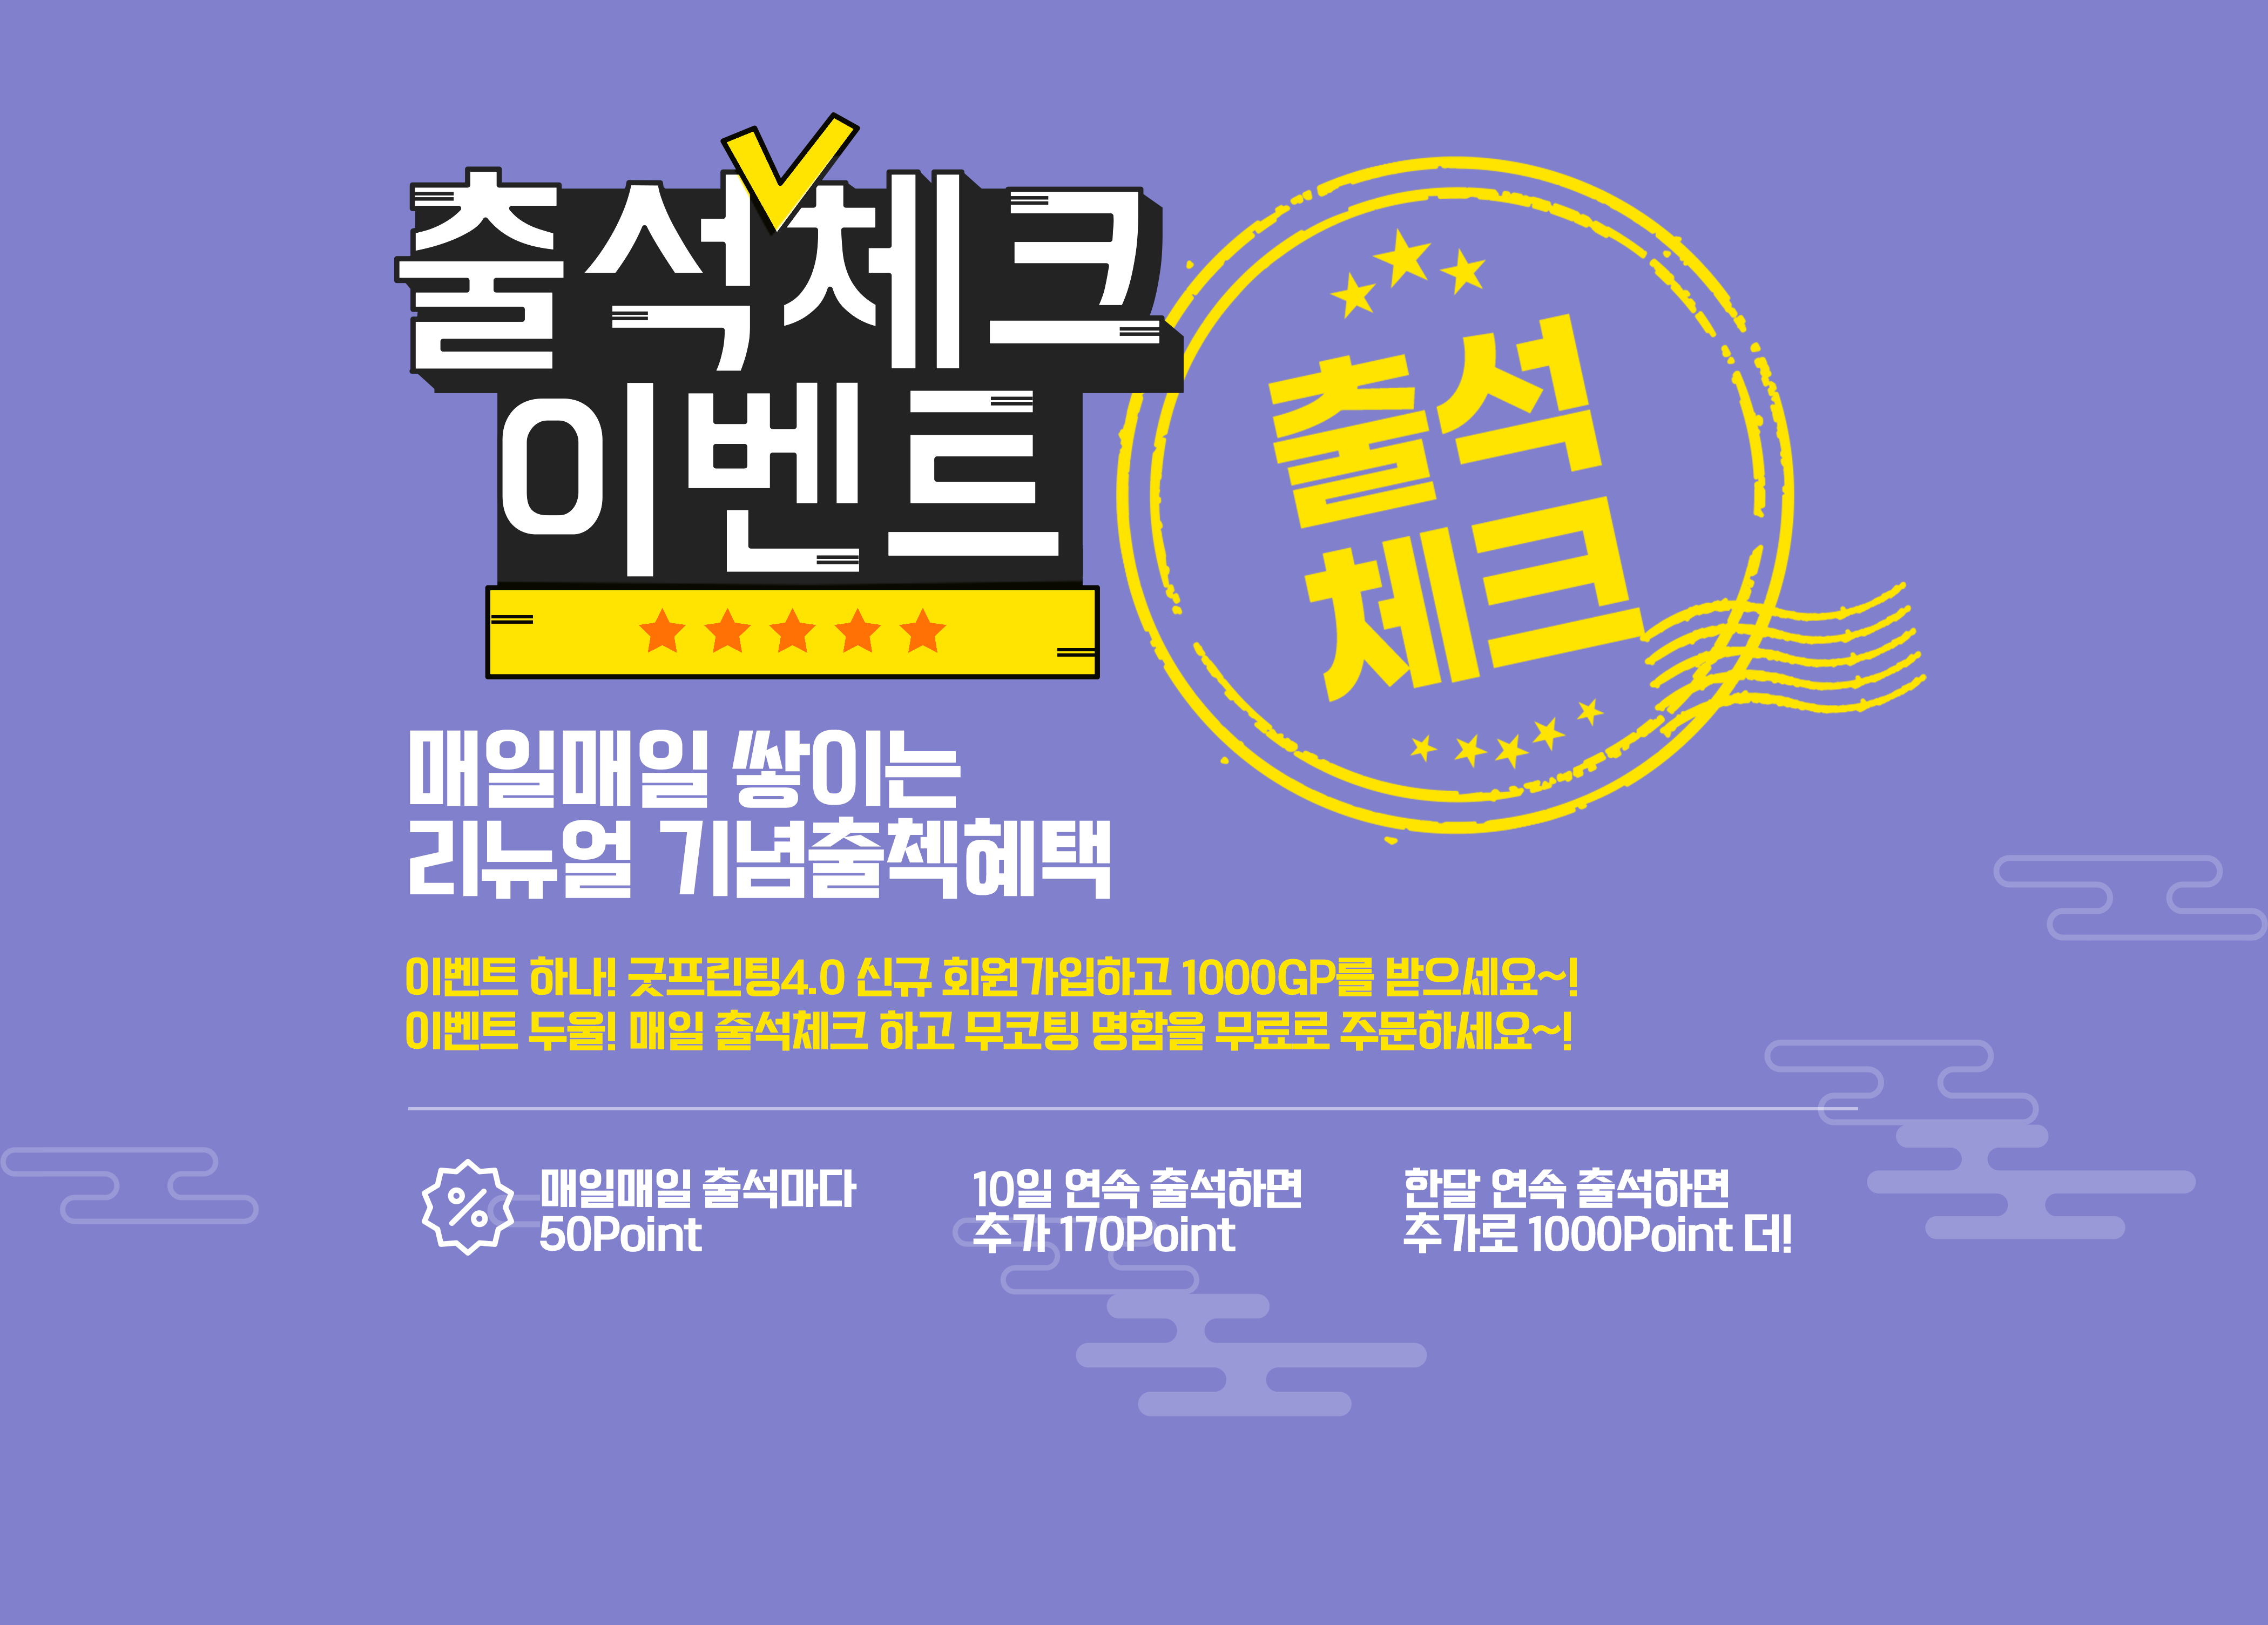 출석체크
이벤트
출석
체크
매일매일 쌓이는
리뉴얼 기념출첵혜택
이벤트 하나! 굿프린팅4.0 신규 회원가입하고 1000GP를 받으세요~!
이벤트 두울! 매일 출석체크 하고 무코팅 명함을 무료로 주문하세요~!
매일매일 출석마다
50Point
10일 연속 출석하면
추가 170Point
한달 연속 출석하면
추가로 1000Point 더!